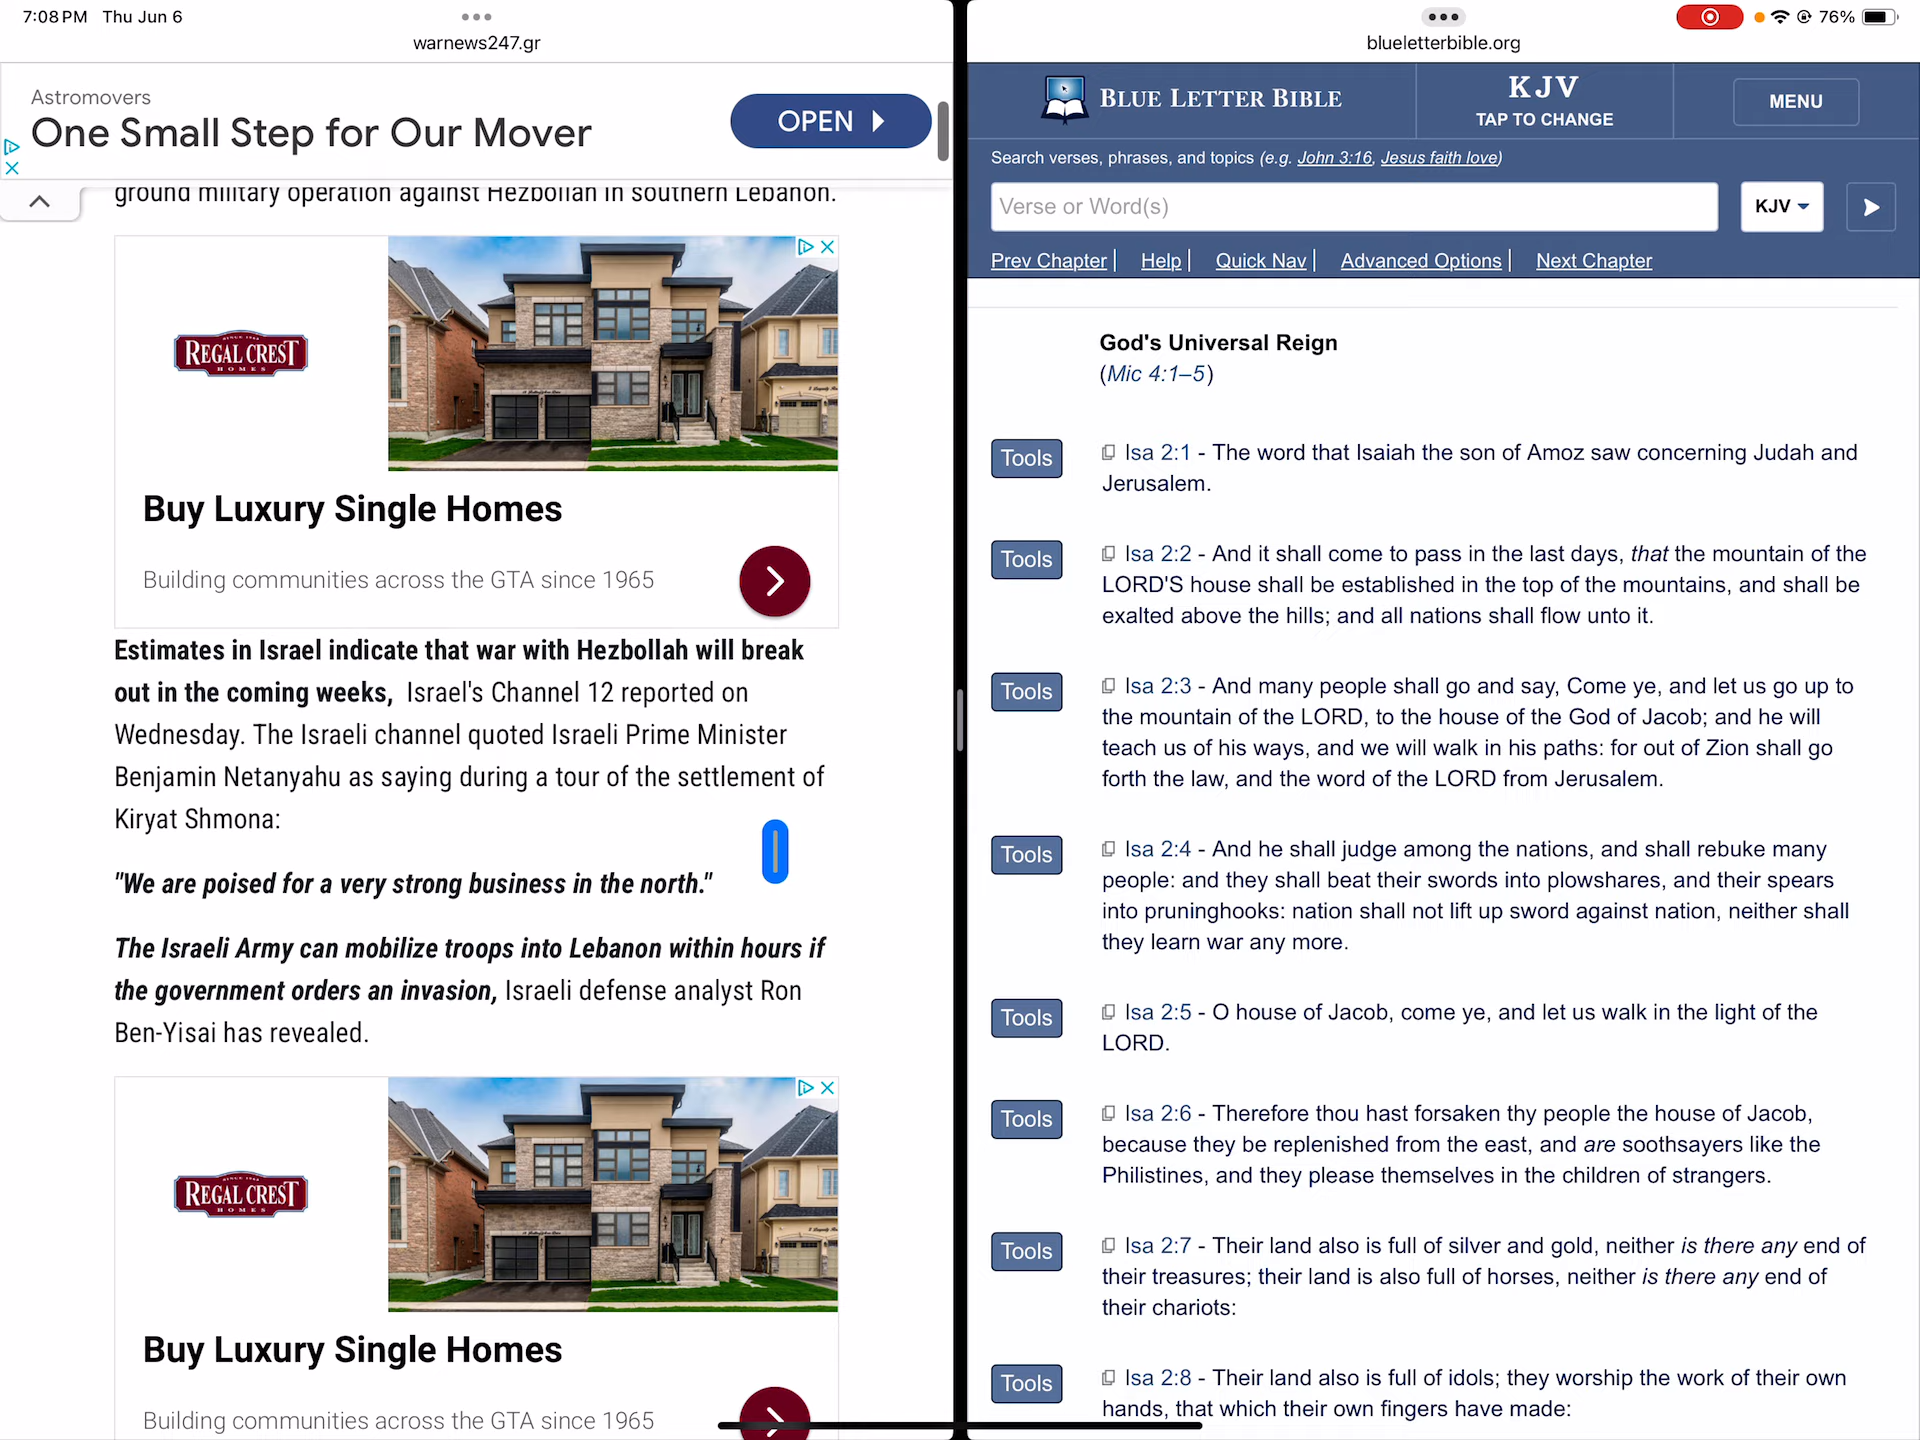 7:08 PM Thu Jun 6
warnews247.gr
Astromovers
One Small Step for Our Mover
OPEN
ground military operation against Hezbollah in southern Lebanon.
SINCE 1965
REGAL CREST
HOMES
Buy Luxury Single Homes
Building communities across the GTA since 1965
Estimates in Israel indicate that war with Hezbollah will break
out in the coming weeks, Israel's Channel 12 reported on
Wednesday. The Israeli channel quoted Israeli Prime Minister
Benjamin Netanyahu as saying during a tour of the settlement of
Kiryat Shmona:
"We are poised for a very strong business in the north."
The Israeli Army can mobilize troops into Lebanon within hours if
the government orders an invasion, Israeli defense analyst Ron
Ben-Yisai has revealed.
SINCE 1965
REGAL CREST
HOMES
Buy Luxury Single Homes
Building communities across the GTA since 1965
76%
blueletterbible.org
BLUE LETTER BIBLE
KJV
TAP TO CHANGE
MENU
Search verses, phrases, and topics (e.g. John 3:16, Jesus faith love)
Verse or Word(s)
KJV
Prev Chapter | Help | Quick Nav | Advanced Options | Next Chapter
God's Universal Reign
(Mic 4:1–5)
Tools
Isa 2:1 - The word that Isaiah the son of Amoz saw concerning Judah and
Jerusalem.
Tools
Isa 2:2 - And it shall come to pass in the last days, that the mountain of the
LORD'S house shall be established in the top of the mountains, and shall be
exalted above the hills; and all nations shall flow unto it.
Tools
Isa 2:3 - And many people shall go and say, Come ye, and let us go up to
the mountain of the LORD, to the house of the God of Jacob; and he will
teach us of his ways, and we will walk in his paths: for out of Zion shall go
forth the law, and the word of the LORD from Jerusalem.
Tools
Isa 2:4 - And he shall judge among the nations, and shall rebuke many
people: and they shall beat their swords into plowshares, and their spears
into pruninghooks: nation shall not lift up sword against nation, neither shall
they learn war any more.
Tools
Isa 2:5 - O house of Jacob, come ye, and let us walk in the light of the
LORD.
Tools
Isa 2:6 - Therefore thou hast forsaken thy people the house of Jacob,
because they be replenished from the east, and are soothsayers like the
Philistines, and they please themselves in the children of strangers.
Tools
Isa 2:7 - Their land also is full of silver and gold, neither is there any end of
their treasures; their land is also full of horses, neither is there any end of
their chariots:
Tools
Isa 2:8 - Their land also is full of idols; they worship the work of their own
hands, that which their own fingers have made: